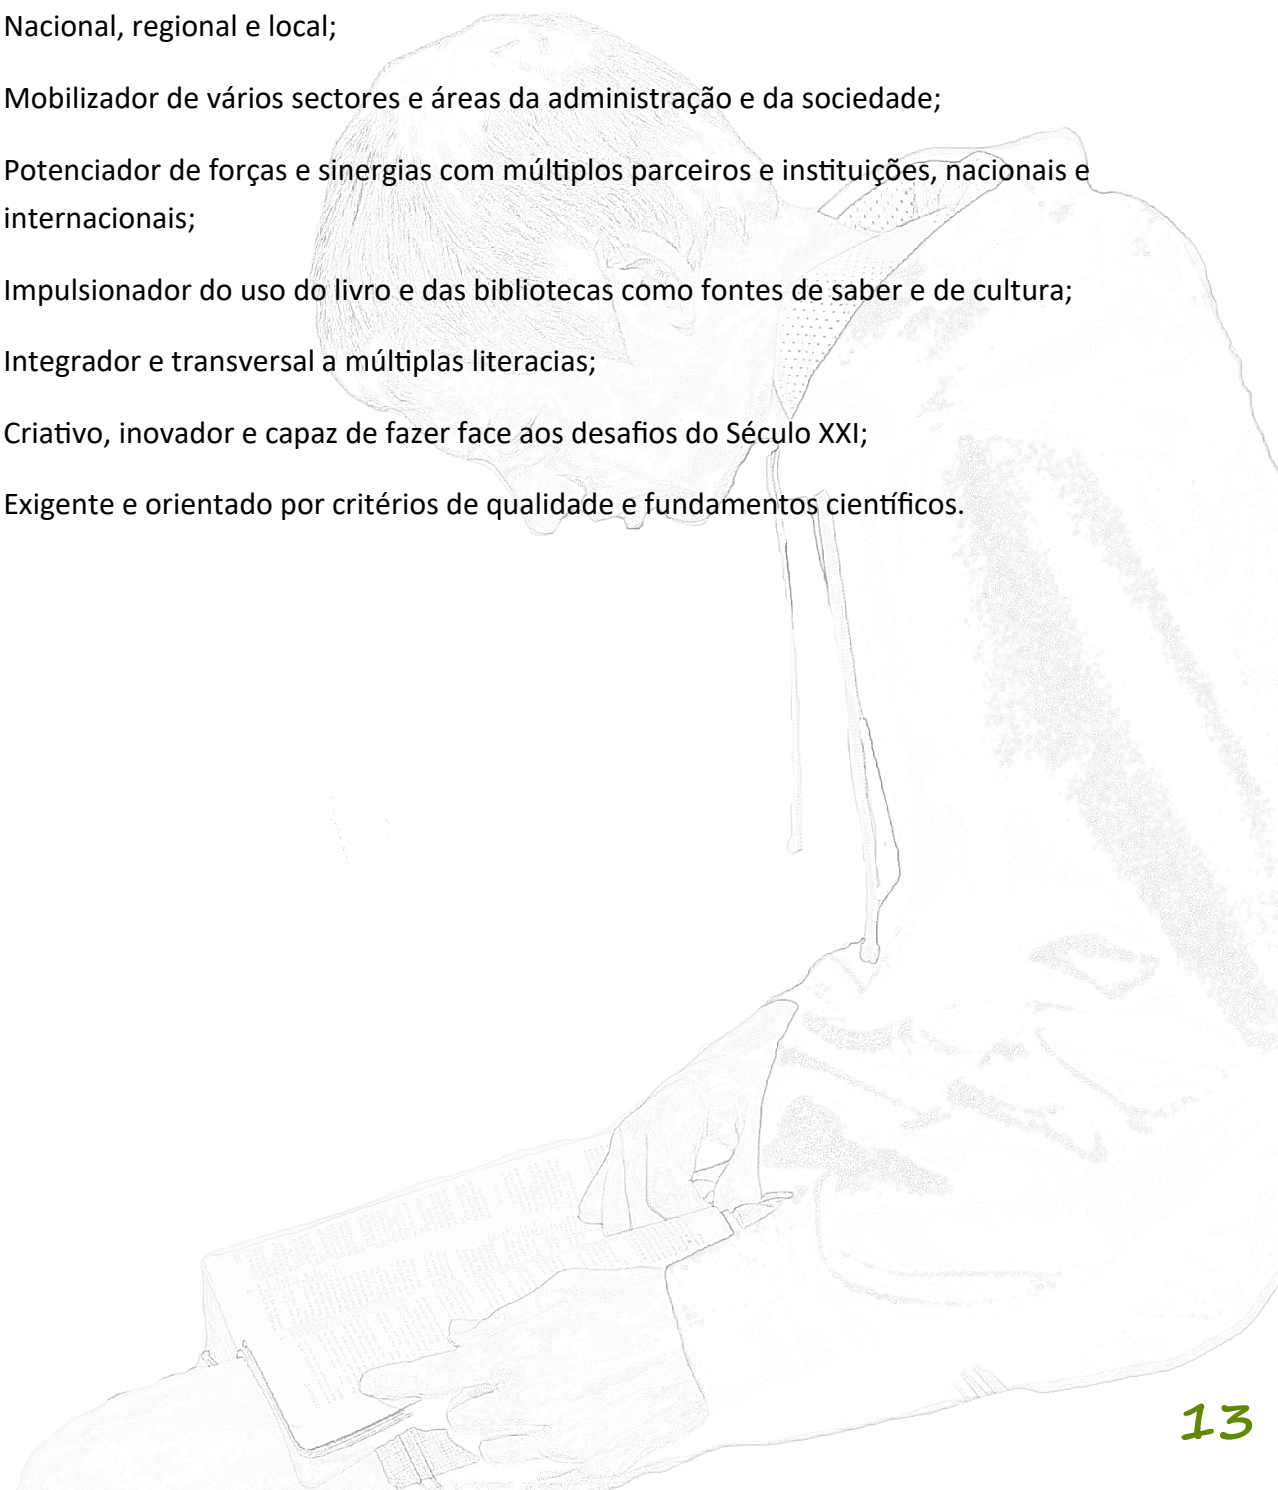 Nacional, regional e local;
Mobilizador de vários sectores e áreas da administração e da sociedade;
Potenciador de forças e sinergias com múltiplos parceiros e instituições, nacionais e
internacionais;
Impulsionador do uso do livro e das bibliotecas como fontes de saber e de cultura;
Integrador e transversal a múltiplas literacias;
Criativo, inovador e capaz de fazer face aos desafios do Século XXI;
Exigente e orientado por critérios de qualidade e fundamentos científicos.
13